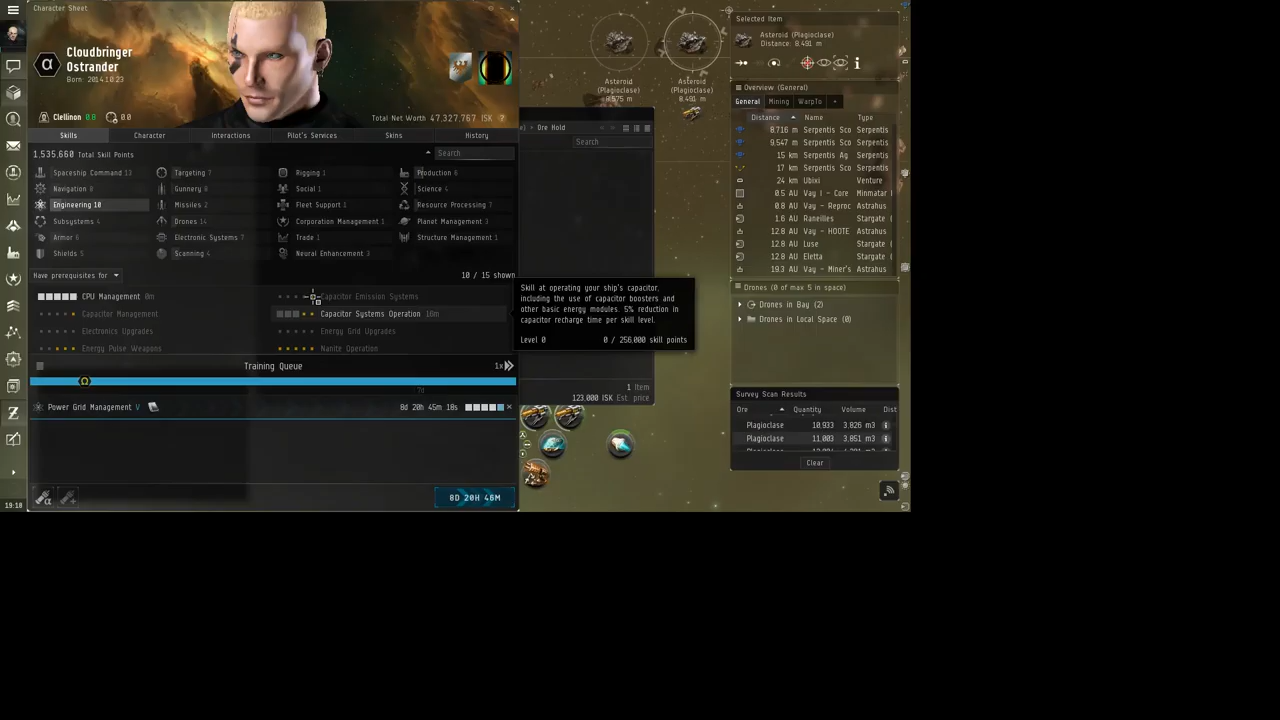 Character Sheet
α
Cloudbringer
Ostrander
Born: 2014.10.23
Clellinon 0.8
0.0
Total Net Worth 47,327,767 ISK ?
Skills
Character
Interactions
Pilot's Services
Skins
History
1,535,660 Total Skill Points
Search
Spaceship Command 13
Targeting 7
Rigging 1
Production 6
Navigation 8
Gunnery 8
Social 1
Science 4
Engineering 10
Missiles 2
Fleet Support 1
Resource Processing 7
Subsystems 4
Drones 14
Corporation Management 1
Planet Management 3
Armor 6
Electronic Systems 7
Trade 1
Structure Management 1
Shields 5
Scanning 4
Neural Enhancement 3
Have prerequisites for
10 / 15 shown
CPU Management 0m
Capacitor Emission Systems
Capacitor Management
Capacitor Systems Operation 16m
Electronics Upgrades
Energy Grid Upgrades
Energy Pulse Weapons
Nanite Operation
Training Queue
1x
7d
Power Grid Management V
8d 20h 45m 18s
8D 20H 46M
19:18
Asteroid
(Plagioclase)
8,575 m
Asteroid
(Plagioclase)
8,491 m
> Ore Hold
Search
Skill at operating your ship's capacitor,
including the use of capacitor boosters and
other basic energy modules. 5% reduction in
capacitor recharge time per skill level.
Level 0
0 / 256,000 skill points
1 Item
123.000 ISK Est. price
Selected Item
Asteroid (Plagioclase)
Distance: 8,491 m
Overview (General)
General
Mining
WarpTo
+
Distance
Name
Type
8,716 m Serpentis Sco Serpentis
9,547 m Serpentis Sco Serpentis
15 km Serpentis Ag Serpentis
17 km Serpentis Sco Serpentis
24 km Ubixi Venture
0.5 AU Vay I - Core Minmatar
0.8 AU Vay - Reproc Astrahus
1.6 AU Raneilles Stargate
12.8 AU Vay - HOOTE Astrahus
12.8 AU Luse Stargate (
12.8 AU Eletta Stargate (
19.3 AU Vay - Miner's Astrahus
Drones (0 of max 5 in space)
Drones in Bay (2)
Drones in Local Space (0)
Survey Scan Results
Ore
Quantity
Volume
Dist
Plagioclase 10,933 3,826 m3
Plagioclase 11,003 3,851 m3
Clear